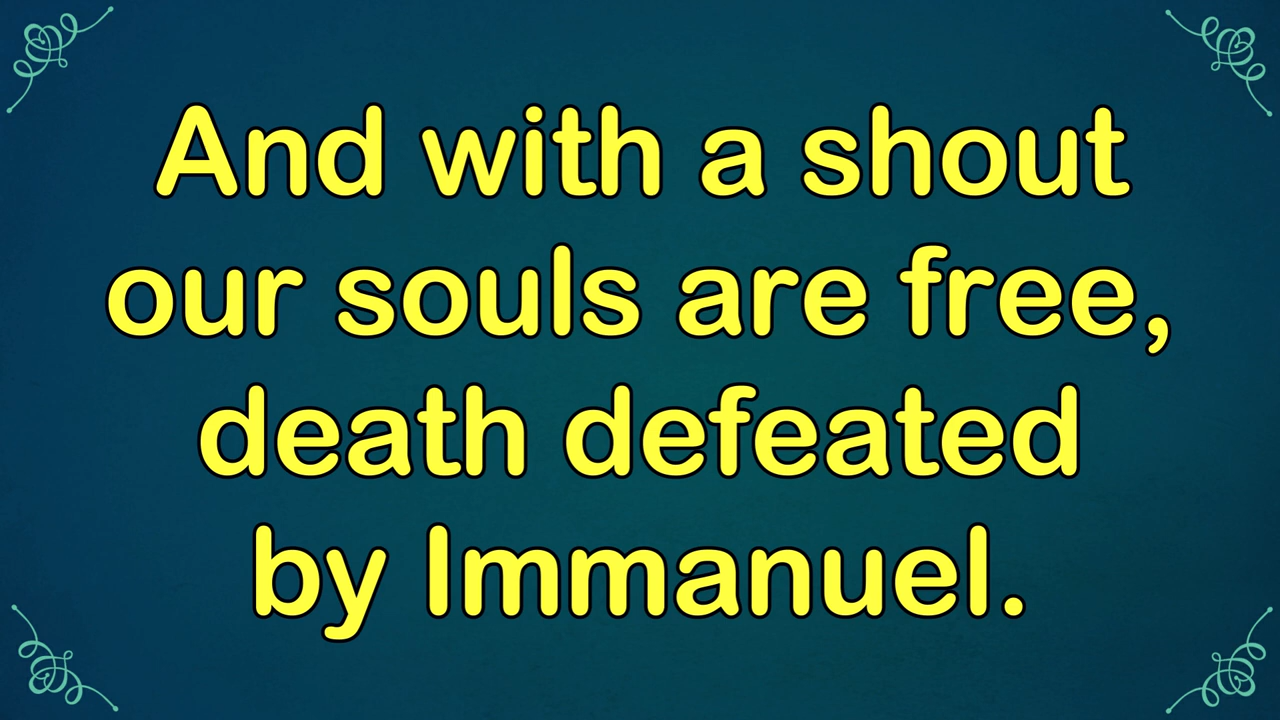 And with a shout
our souls are free,
death defeated
by Immanuel.